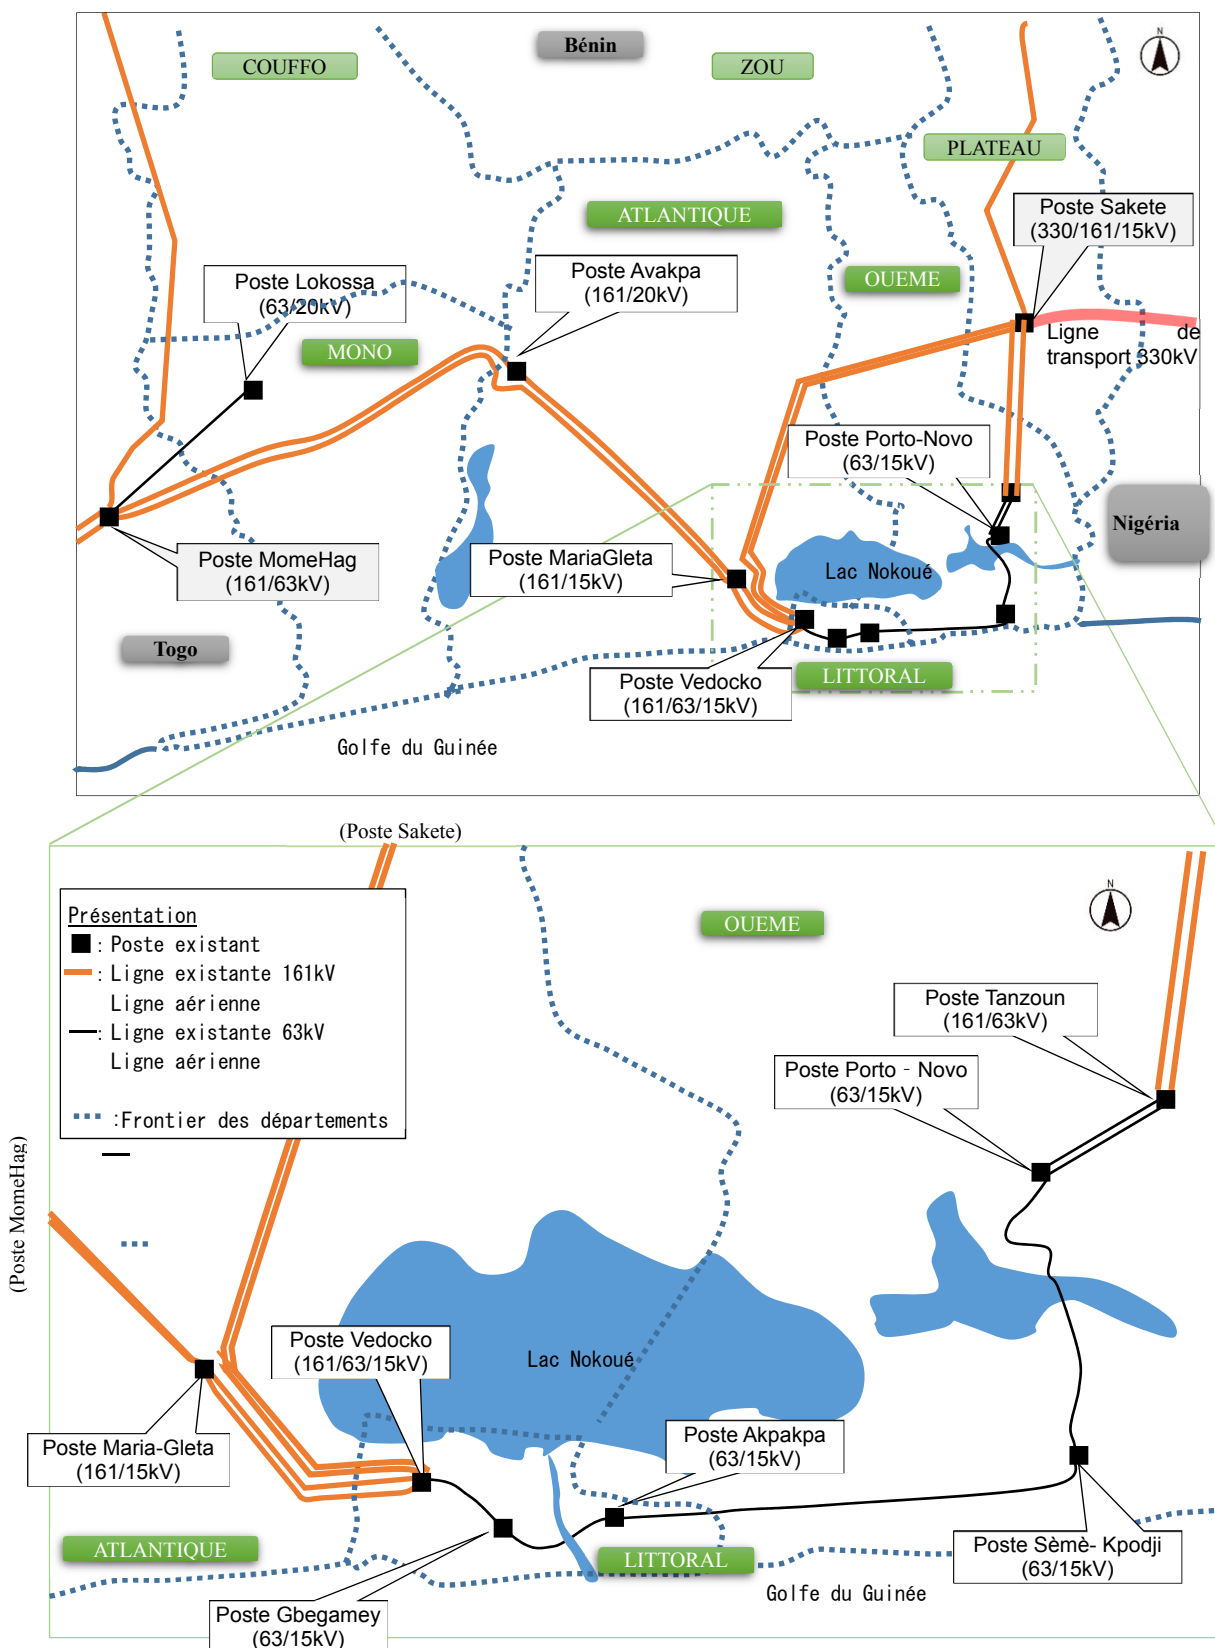 Bénin
N
COUFFO
ZOU
PLATEAU
ATLANTIQUE
Poste Sakete
(330/161/15kV)
Poste Avakpa
(161/20kV)
OUEME
Poste Lokossa
(63/20kV)
Ligne de
transport 330kV
MONO
Poste Porto-Novo
(63/15kV)
Nigéria
Poste MomeHag
(161/63kV)
Poste MariaGleta
(161/15kV)
Lac Nokoué
Togo
Poste Vedocko
(161/63/15kV)
LITTORAL
Golfe du Guinée
(Poste Sakete)
N
Présentation
: Poste existant
: Ligne existante 161kV
Ligne aérienne
: Ligne existante 63kV
Ligne aérienne
:Frontier des départements
OUEME
Poste Tanzoun
(161/63kV)
Poste Porto - Novo
(63/15kV)
(Poste MomeHag)
Poste Vedocko
(161/63/15kV)
Lac Nokoué
Poste Maria-Gleta
(161/15kV)
Poste Akpakpa
(63/15kV)
ATLANTIQUE
LITTORAL
Poste Sèmè- Kpodji
(63/15kV)
Golfe du Guinée
Poste Gbegamey
(63/15kV)